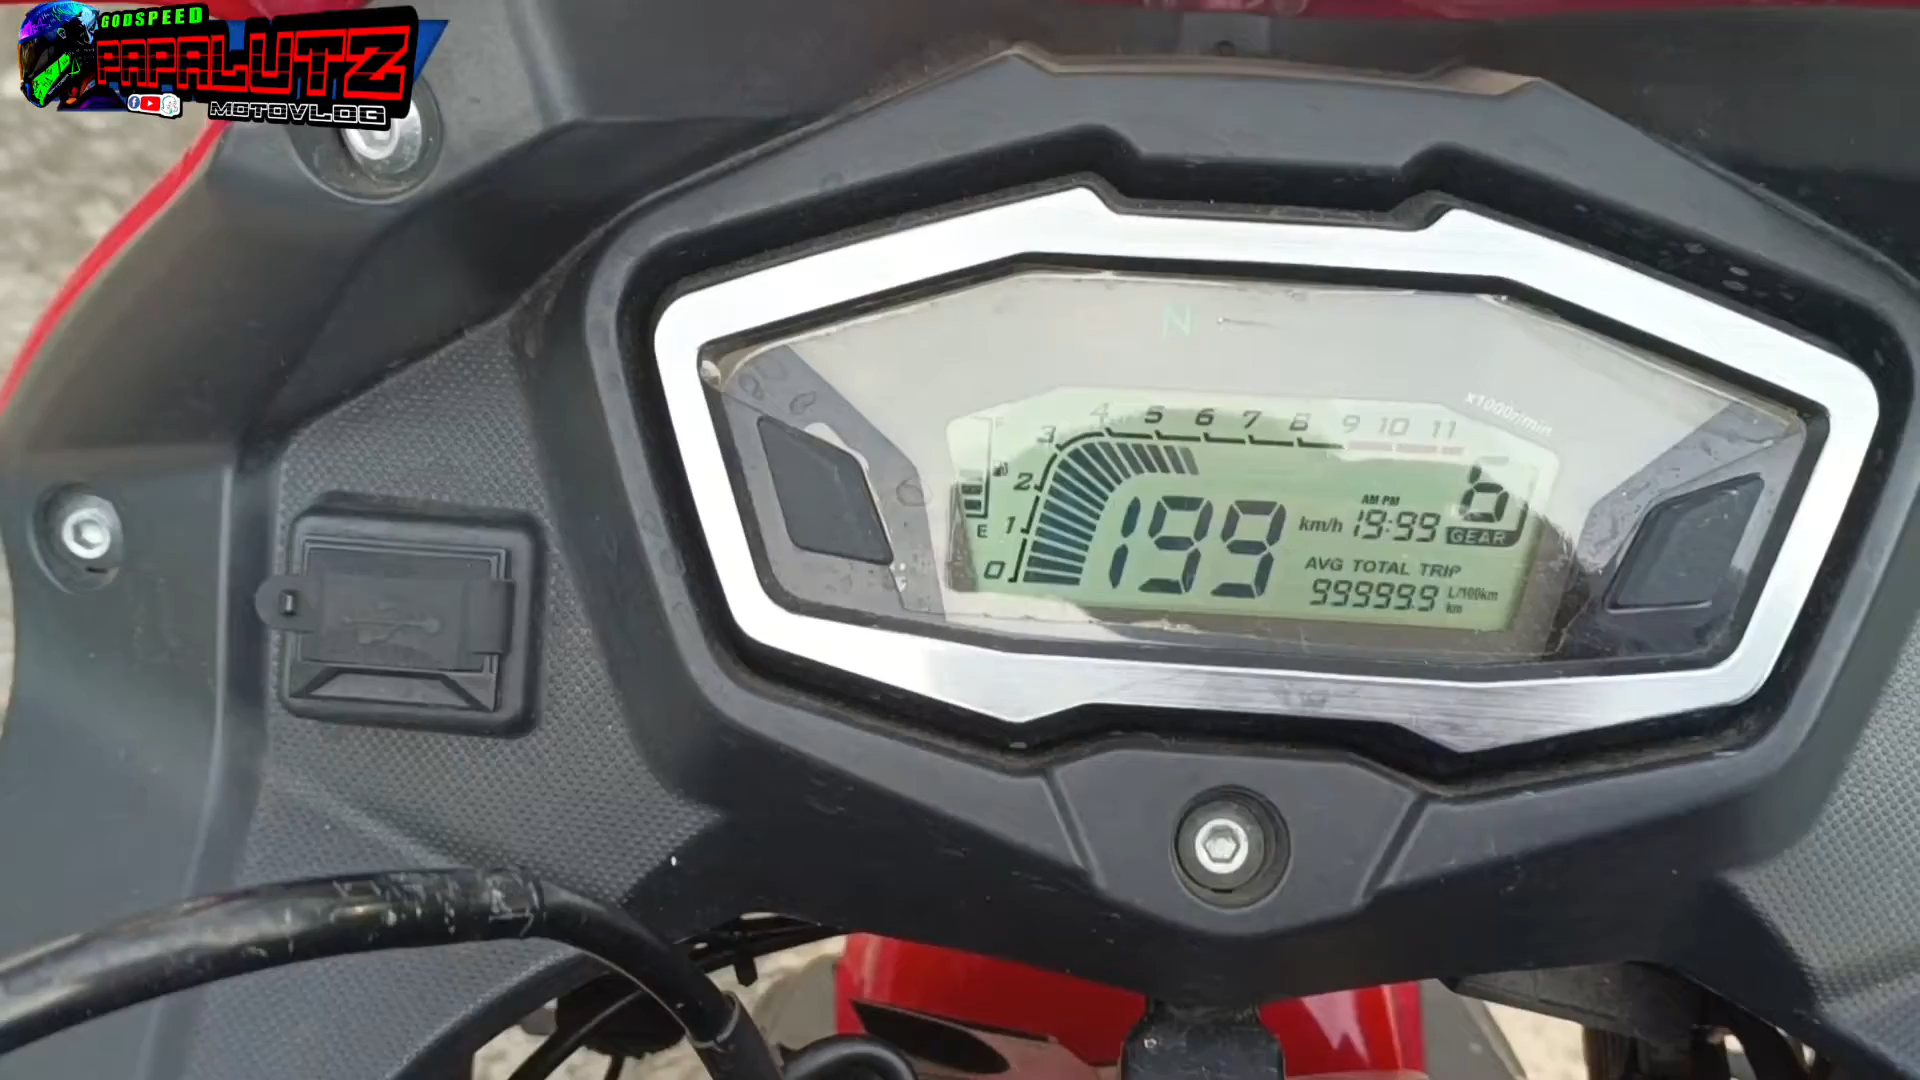 GODSPEED
PAPALUTZ
MOTOVLOG
N
x1000r/min
0 1 2 3 4 5 6 7 8 9 10 11
F
E
199 km/h
AM PM
19:99
6
GEAR
AVG TOTAL TRIP
99999.9 L/100km
km